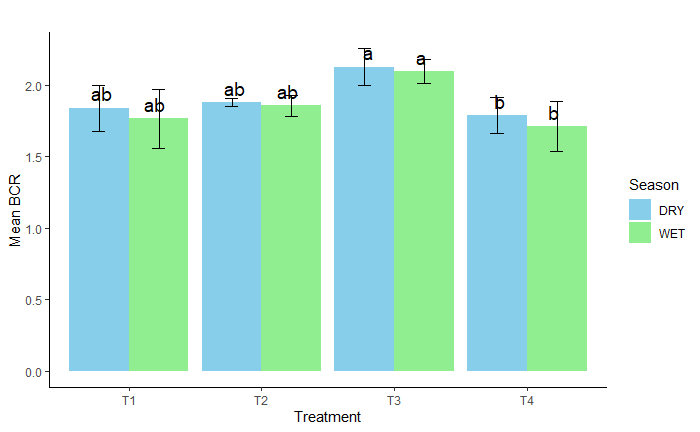 a a
ab ab ab ab b b
2.0
1.5
1.0
0.5
0.0
Mean BCR
T1 T2 T3 T4
Treatment
Season
DRY
WET